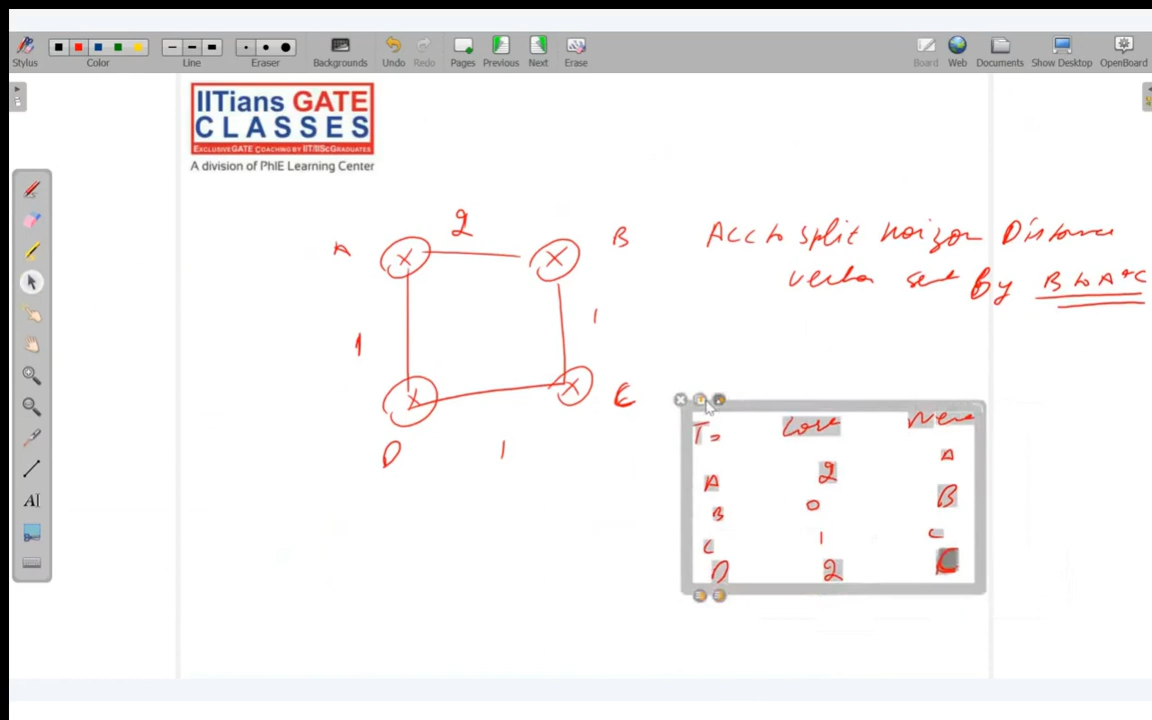 Stylus Color Line Eraser Backgrounds Undo Redo Pages Previous Next Erase Board Web Documents Show Desktop OpenBoard
IITians GATE
CLASSES
EXCLUSIVE GATE COACHING BY IIT/IISc GRADUATES
A division of PhIE Learning Center
2
A
B
Acc to split horizon Distance
vector sent by B to A + C
1
1
C
D
1
To Cost Next
A 2 A
B 0 B
C 1 C
D 2 C
AI